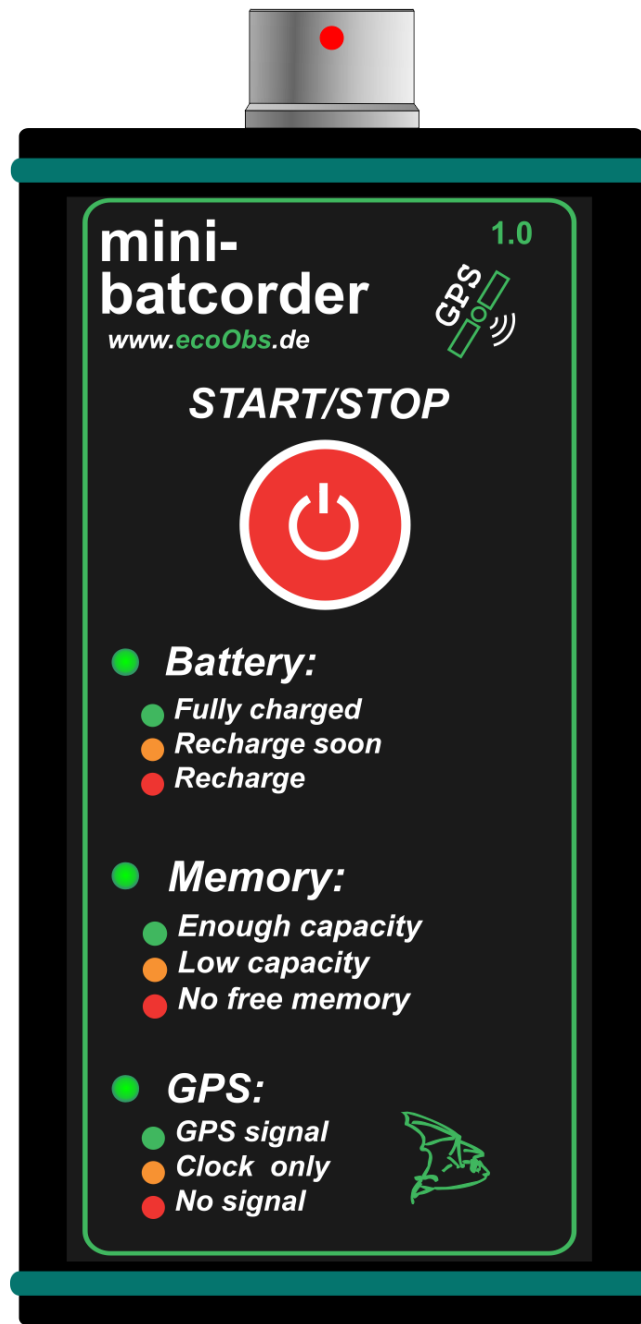 mini-
batcorder
1.0
GPS
www.ecoObs.de
START/STOP
Battery:
Fully charged
Recharge soon
Recharge
Memory:
Enough capacity
Low capacity
No free memory
GPS:
GPS signal
Clock only
No signal